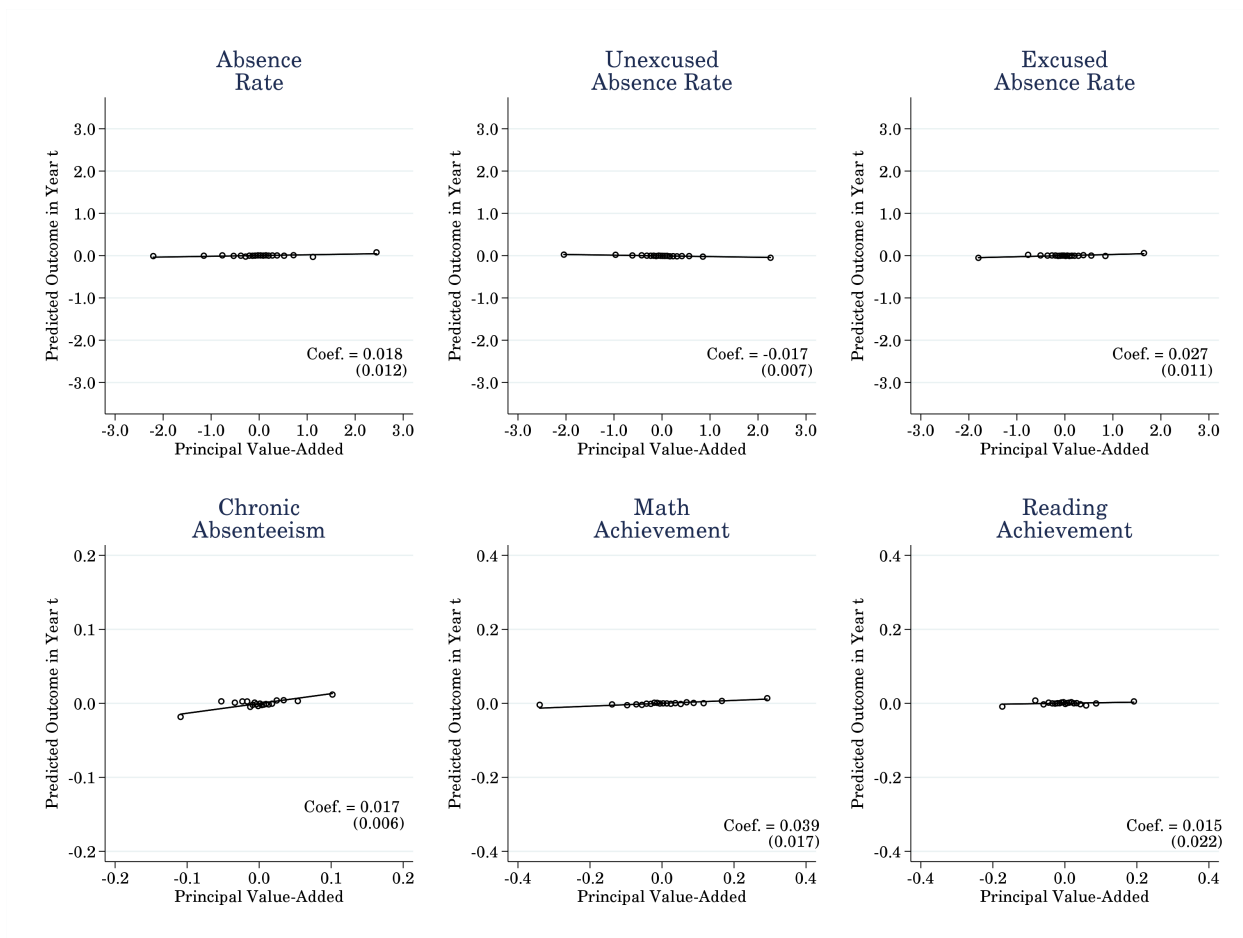 Absence
Rate
Predicted Outcome in Year t
3.0
2.0
1.0
0.0
-1.0
-2.0
-3.0
Coef. = 0.018
(0.012)
-3.0 -2.0 -1.0 0.0 1.0 2.0 3.0
Principal Value-Added
Unexcused
Absence Rate
Predicted Outcome in Year t
3.0
2.0
1.0
0.0
-1.0
-2.0
-3.0
Coef. = -0.017
(0.007)
-3.0 -2.0 -1.0 0.0 1.0 2.0 3.0
Principal Value-Added
Excused
Absence Rate
Predicted Outcome in Year t
3.0
2.0
1.0
0.0
-1.0
-2.0
-3.0
Coef. = 0.027
(0.011)
-3.0 -2.0 -1.0 0.0 1.0 2.0 3.0
Principal Value-Added
Chronic
Absenteeism
Predicted Outcome in Year t
0.2
0.1
0.0
-0.1
-0.2
Coef. = 0.017
(0.006)
-0.2 -0.1 0.0 0.1 0.2
Principal Value-Added
Math
Achievement
Predicted Outcome in Year t
0.4
0.2
0.0
-0.2
-0.4
Coef. = 0.039
(0.017)
-0.4 -0.2 0.0 0.2 0.4
Principal Value-Added
Reading
Achievement
Predicted Outcome in Year t
0.4
0.2
0.0
-0.2
-0.4
Coef. = 0.015
(0.022)
-0.4 -0.2 0.0 0.2 0.4
Principal Value-Added